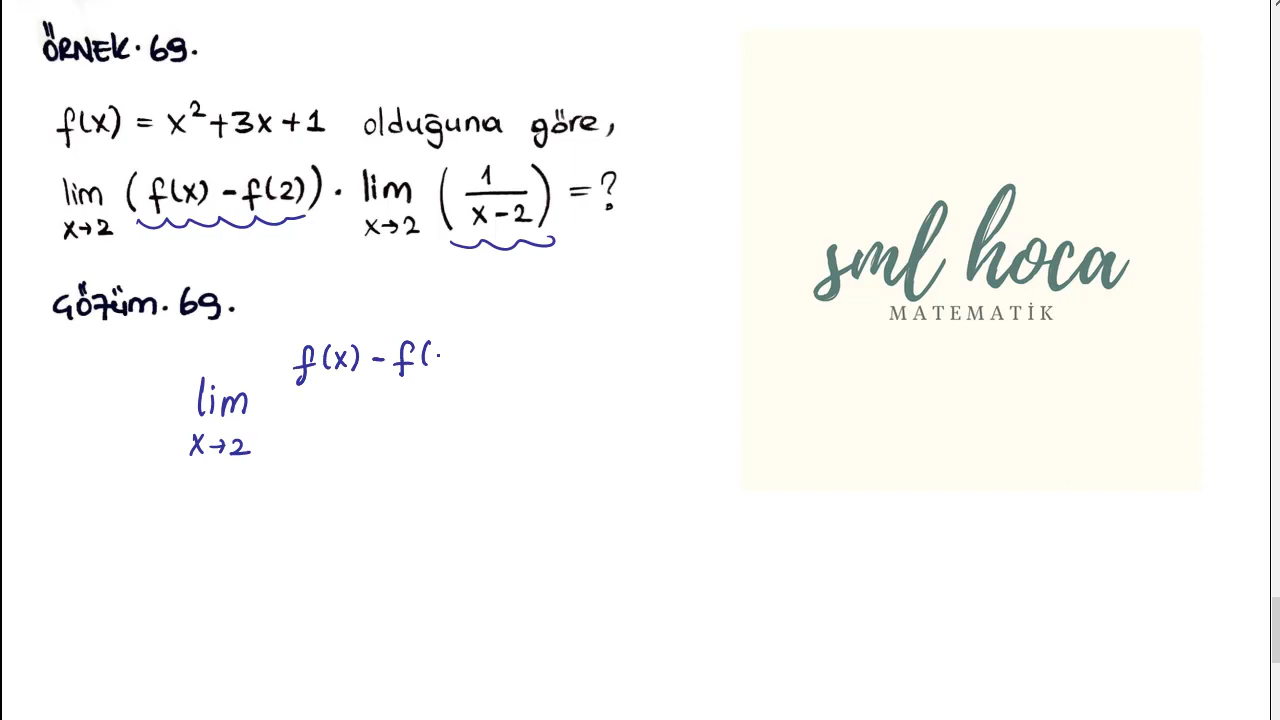 ÖRNEK.69.
f(x) = x²+3x+1 olduğuna göre,
lim x→2 (f(x) - f(2)) · lim x→2 (1/(x-2)) = ?
ÇÖZÜM.69.
f(x) - f(
lim
x→2
sml hoca
MATEMATİK